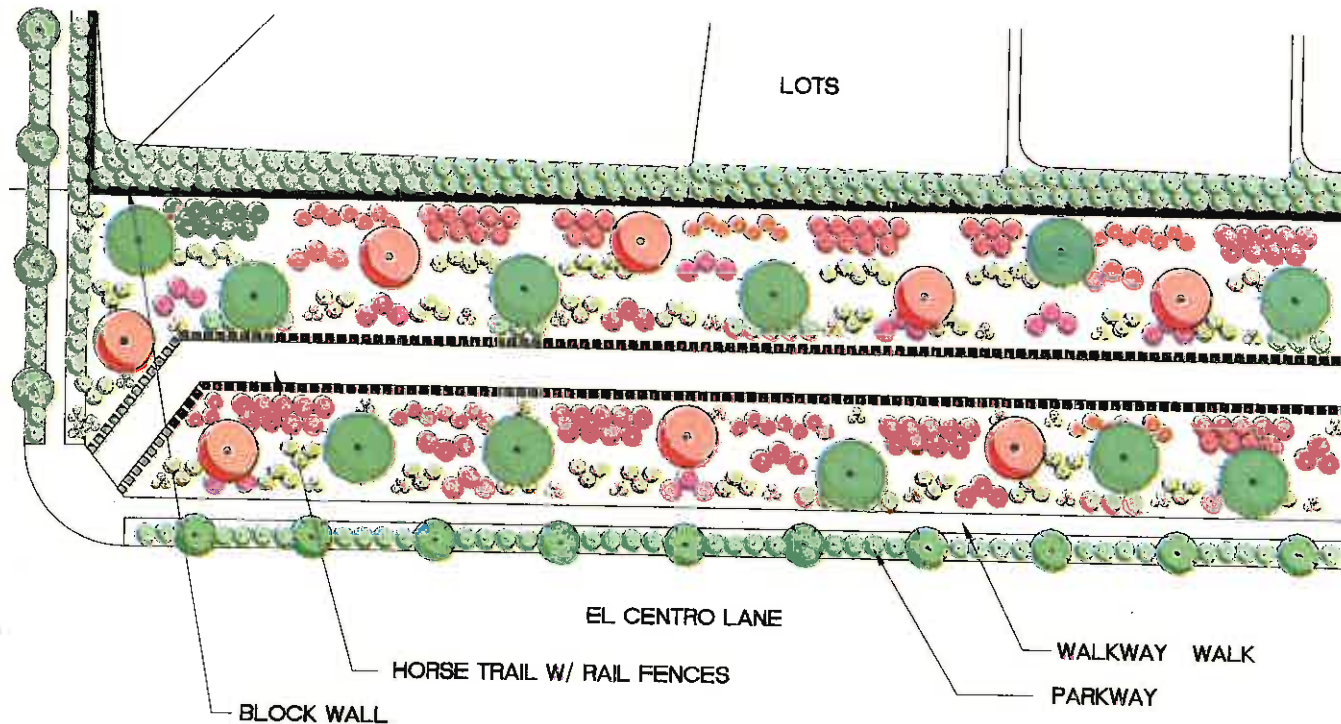 LOTS
EL CENTRO LANE
WALKWAY WALK
HORSE TRAIL W/ RAIL FENCES
PARKWAY
BLOCK WALL